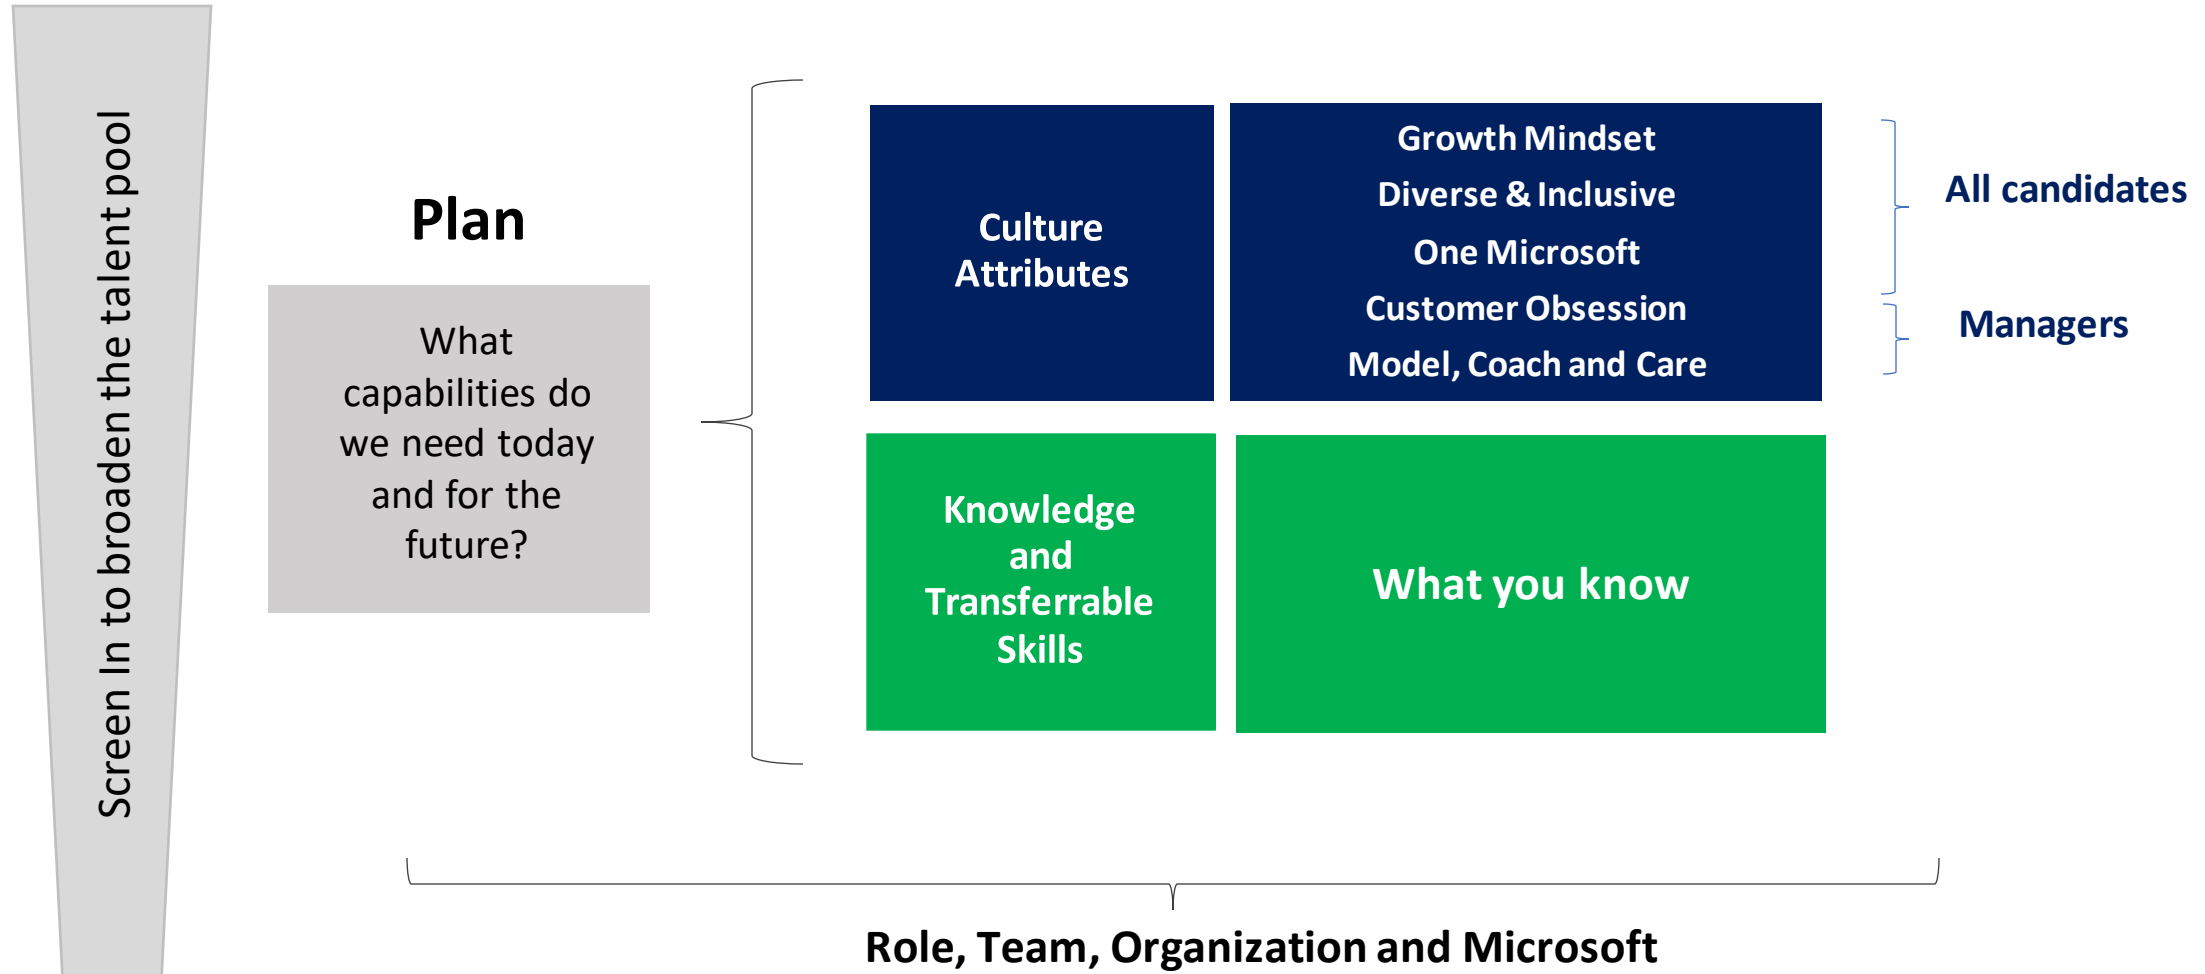 Screen In to broaden the talent pool
Plan
What
capabilities do
we need today
and for the
future?
Culture
Attributes
Growth Mindset
Diverse & Inclusive
One Microsoft
Customer Obsession
Model, Coach and Care
All candidates
Managers
Knowledge
and
Transferrable
Skills
What you know
Role, Team, Organization and Microsoft